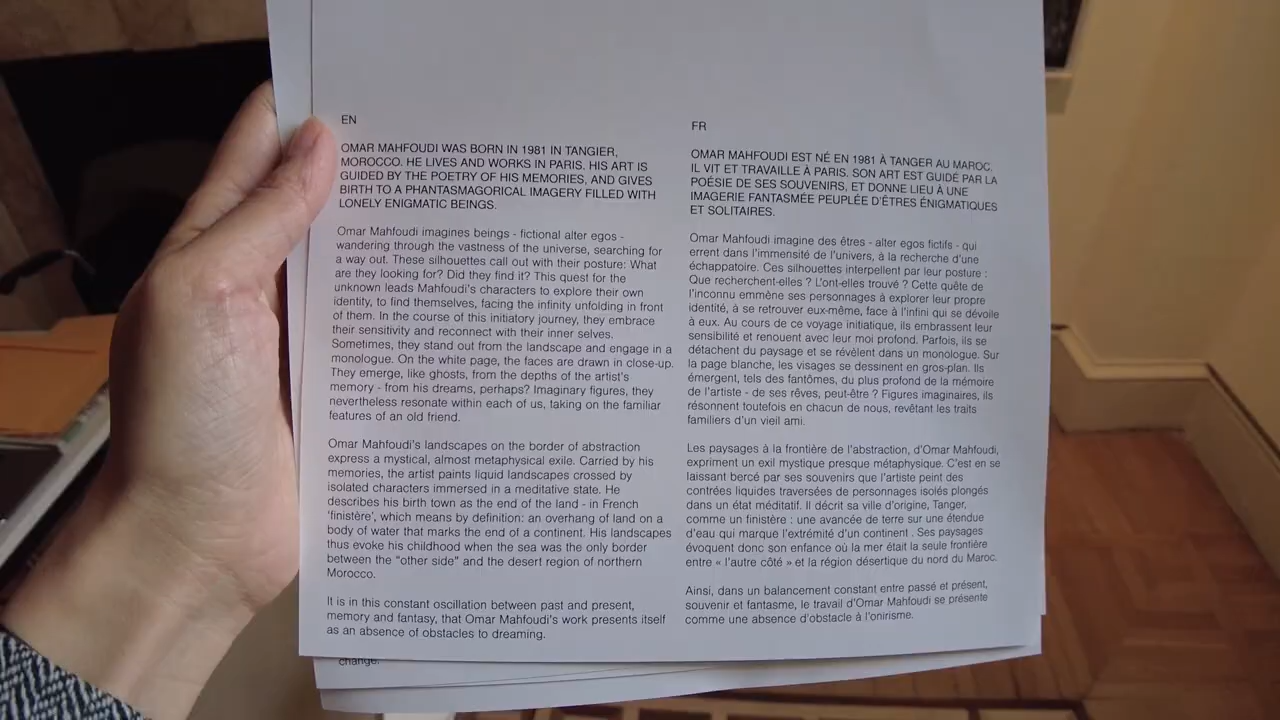 EN
OMAR MAHFOUDI WAS BORN IN 1981 IN TANGIER,
MOROCCO. HE LIVES AND WORKS IN PARIS. HIS ART IS
GUIDED BY THE POETRY OF HIS MEMORIES, AND GIVES
BIRTH TO A PHANTASMAGORICAL IMAGERY FILLED WITH
LONELY ENIGMATIC BEINGS.
Omar Mahfoudi imagines beings - fictional alter egos -
wandering through the vastness of the universe, searching for
a way out. These silhouettes call out with their posture: What
are they looking for? Did they find it? This quest for the
unknown leads Mahfoudi's characters to explore their own
identity, to find themselves, facing the infinity unfolding in front
of them. In the course of this initiatory journey, they embrace
their sensitivity and reconnect with their inner selves.
Sometimes, they stand out from the landscape and engage in a
monologue. On the white page, the faces are drawn in close-up.
They emerge, like ghosts, from the depths of the artist's
memory - from his dreams, perhaps? Imaginary figures, they
nevertheless resonate within each of us, taking on the familiar
features of an old friend.
Omar Mahfoudi's landscapes on the border of abstraction
express a mystical, almost metaphysical exile. Carried by his
memories, the artist paints liquid landscapes crossed by
isolated characters immersed in a meditative state. He
describes his birth town as the end of the land - in French
'finistère', which means by definition: an overhang of land on a
body of water that marks the end of a continent. His landscapes
thus evoke his childhood when the sea was the only border
between the "other side" and the desert region of northern
Morocco.
It is in this constant oscillation between past and present,
memory and fantasy, that Omar Mahfoudi's work presents itself
as an absence of obstacles to dreaming.
change.
FR
OMAR MAHFOUDI EST NÉ EN 1981 À TANGER AU MAROC.
IL VIT ET TRAVAILLE À PARIS. SON ART EST GUIDÉ PAR LA
POÉSIE DE SES SOUVENIRS, ET DONNE LIEU À UNE
IMAGERIE FANTASMÉE PEUPLÉE D'ÊTRES ÉNIGMATIQUES
ET SOLITAIRES.
Omar Mahfoudi imagine des êtres - alter egos fictifs - qui
errent dans l'immensité de l'univers, à la recherche d'une
échappatoire. Ces silhouettes interpellent par leur posture :
Que recherchent-elles ? L'ont-elles trouvé ? Cette quête de
l'inconnu emmène ses personnages à explorer leur propre
identité, à se retrouver eux-même, face à l'infini qui se dévoile
à eux. Au cours de ce voyage initiatique, ils embrassent leur
sensibilité et renouent avec leur moi profond. Parfois, ils se
détachent du paysage et se révèlent dans un monologue. Sur
la page blanche, les visages se dessinent en gros-plan. Ils
émergent, tels des fantômes, du plus profond de la mémoire
de l'artiste - de ses rêves, peut-être ? Figures imaginaires, ils
résonnent toutefois en chacun de nous, revêtant les traits
familiers d'un vieil ami.
Les paysages à la frontière de l'abstraction, d'Omar Mahfoudi,
expriment un exil mystique presque métaphysique. C'est en se
laissant bercé par ses souvenirs que l'artiste peint des
contrées liquides traversées de personnages isolés plongés
dans un état méditatif. Il décrit sa ville d'origine, Tanger,
comme un finistère : une avancée de terre sur une étendue
d'eau qui marque l'extrémité d'un continent . Ses paysages
évoquent donc son enfance où la mer était la seule frontière
entre « l'autre côté » et la région désertique du nord du Maroc.
Ainsi, dans un balancement constant entre passé et présent,
souvenir et fantasme, le travail d'Omar Mahfoudi se présente
comme une absence d'obstacle à l'onirisme.